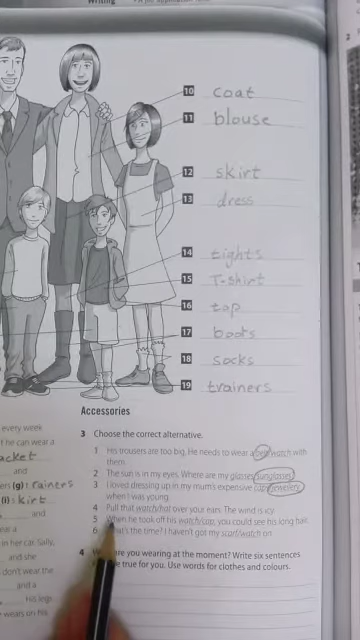 Writing
10 coat
11 blouse
12 skirt
13 dress
14 tights
15 T-shirt
16 top
17 boots
18 socks
19 trainers
Accessories
every week
he can wear a
acket
and
ers (g): rainers
(i): kirt
and
ear a
in her car. Sally,
and she
don't wear the
and a
His legs
wears on his
3 Choose the correct alternative.
1 His trousers are too big. He needs to wear a belt/watch with
them.
2 The sun is in my eyes. Where are my glasses/sunglasses?
3 I loved dressing up in my mum's expensive cap/jewellery
when I was young.
4 Pull that watch/hat over your ears. The wind is icy
5 When he took off his watch/cap, you could see his long hair.
6 What's the time? I haven't got my scarf/watch on
4 are you wearing at the moment? Write six sentences
true for you. Use words for clothes and colours.